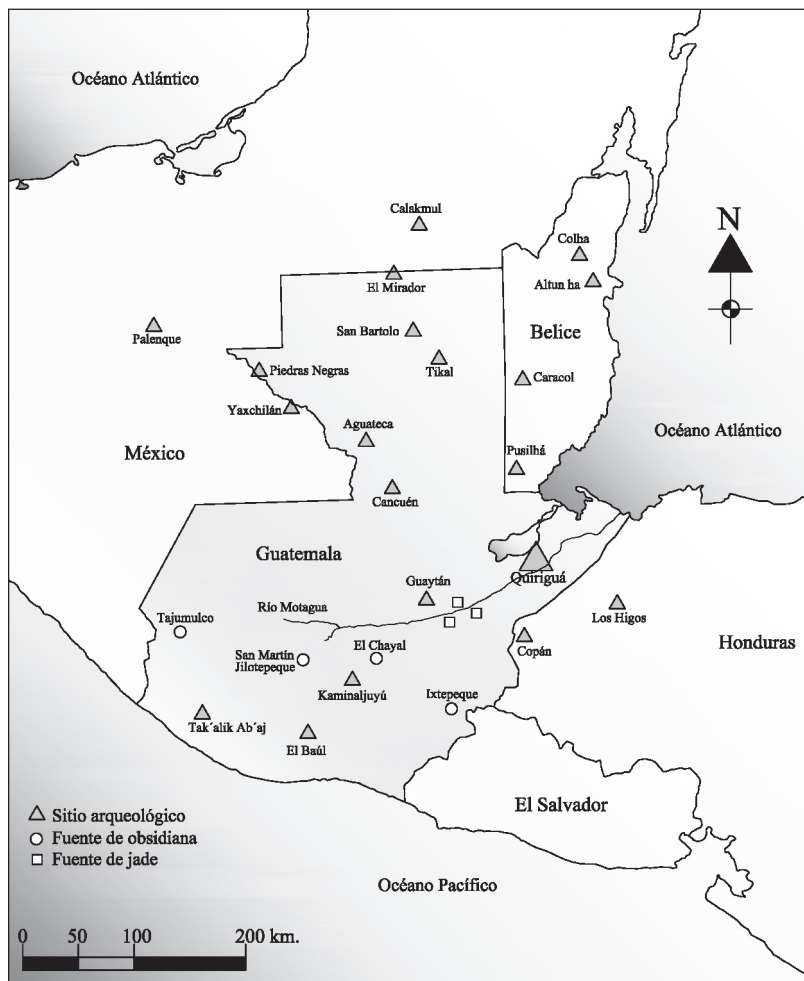 Océano Atlántico
Calakmul
Colha
N
El Mirador
Altun ha
San Bartolo
Belice
Palenque
Tikal
Piedras Negras
Caracol
Yaxchilán
Aguateca
Océano Atlántico
México
Pusilhá
Cancuén
Guatemala
Quiriguá
Guaytán
Río Motagua
Los Higos
Tajumulco
El Chayal
Copán
Honduras
San Martín
Jilotepeque
Kaminaljuyú
Ixtepeque
Tak´alik Ab´aj
El Baúl
El Salvador
Sitio arqueológico
Fuente de obsidiana
Fuente de jade
Océano Pacífico
0 50 100 200 km.